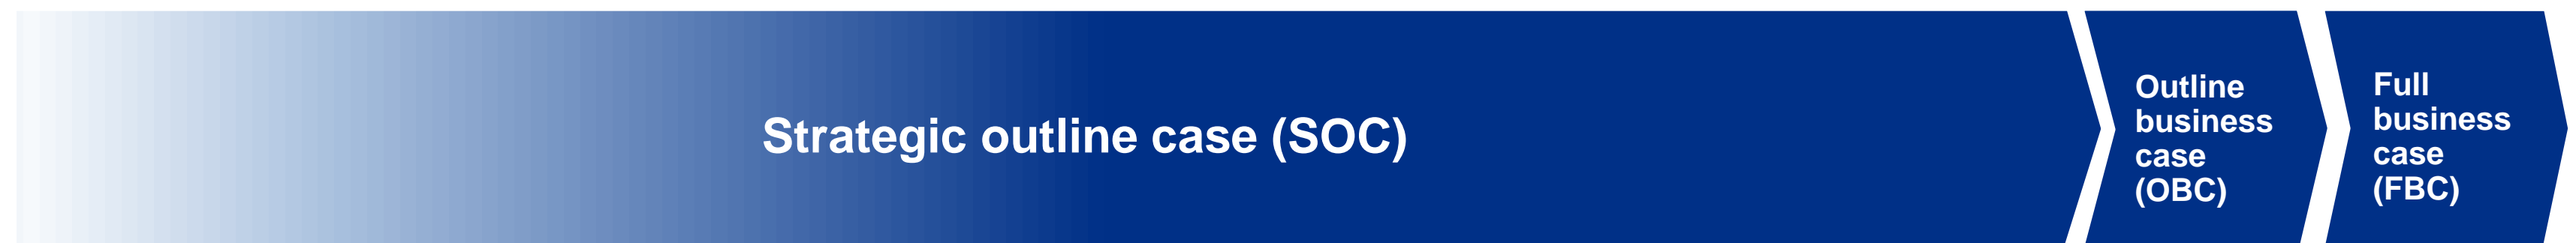 Strategic outline case (SOC)
Outline
business
case
(OBC)
Full
business
case
(FBC)